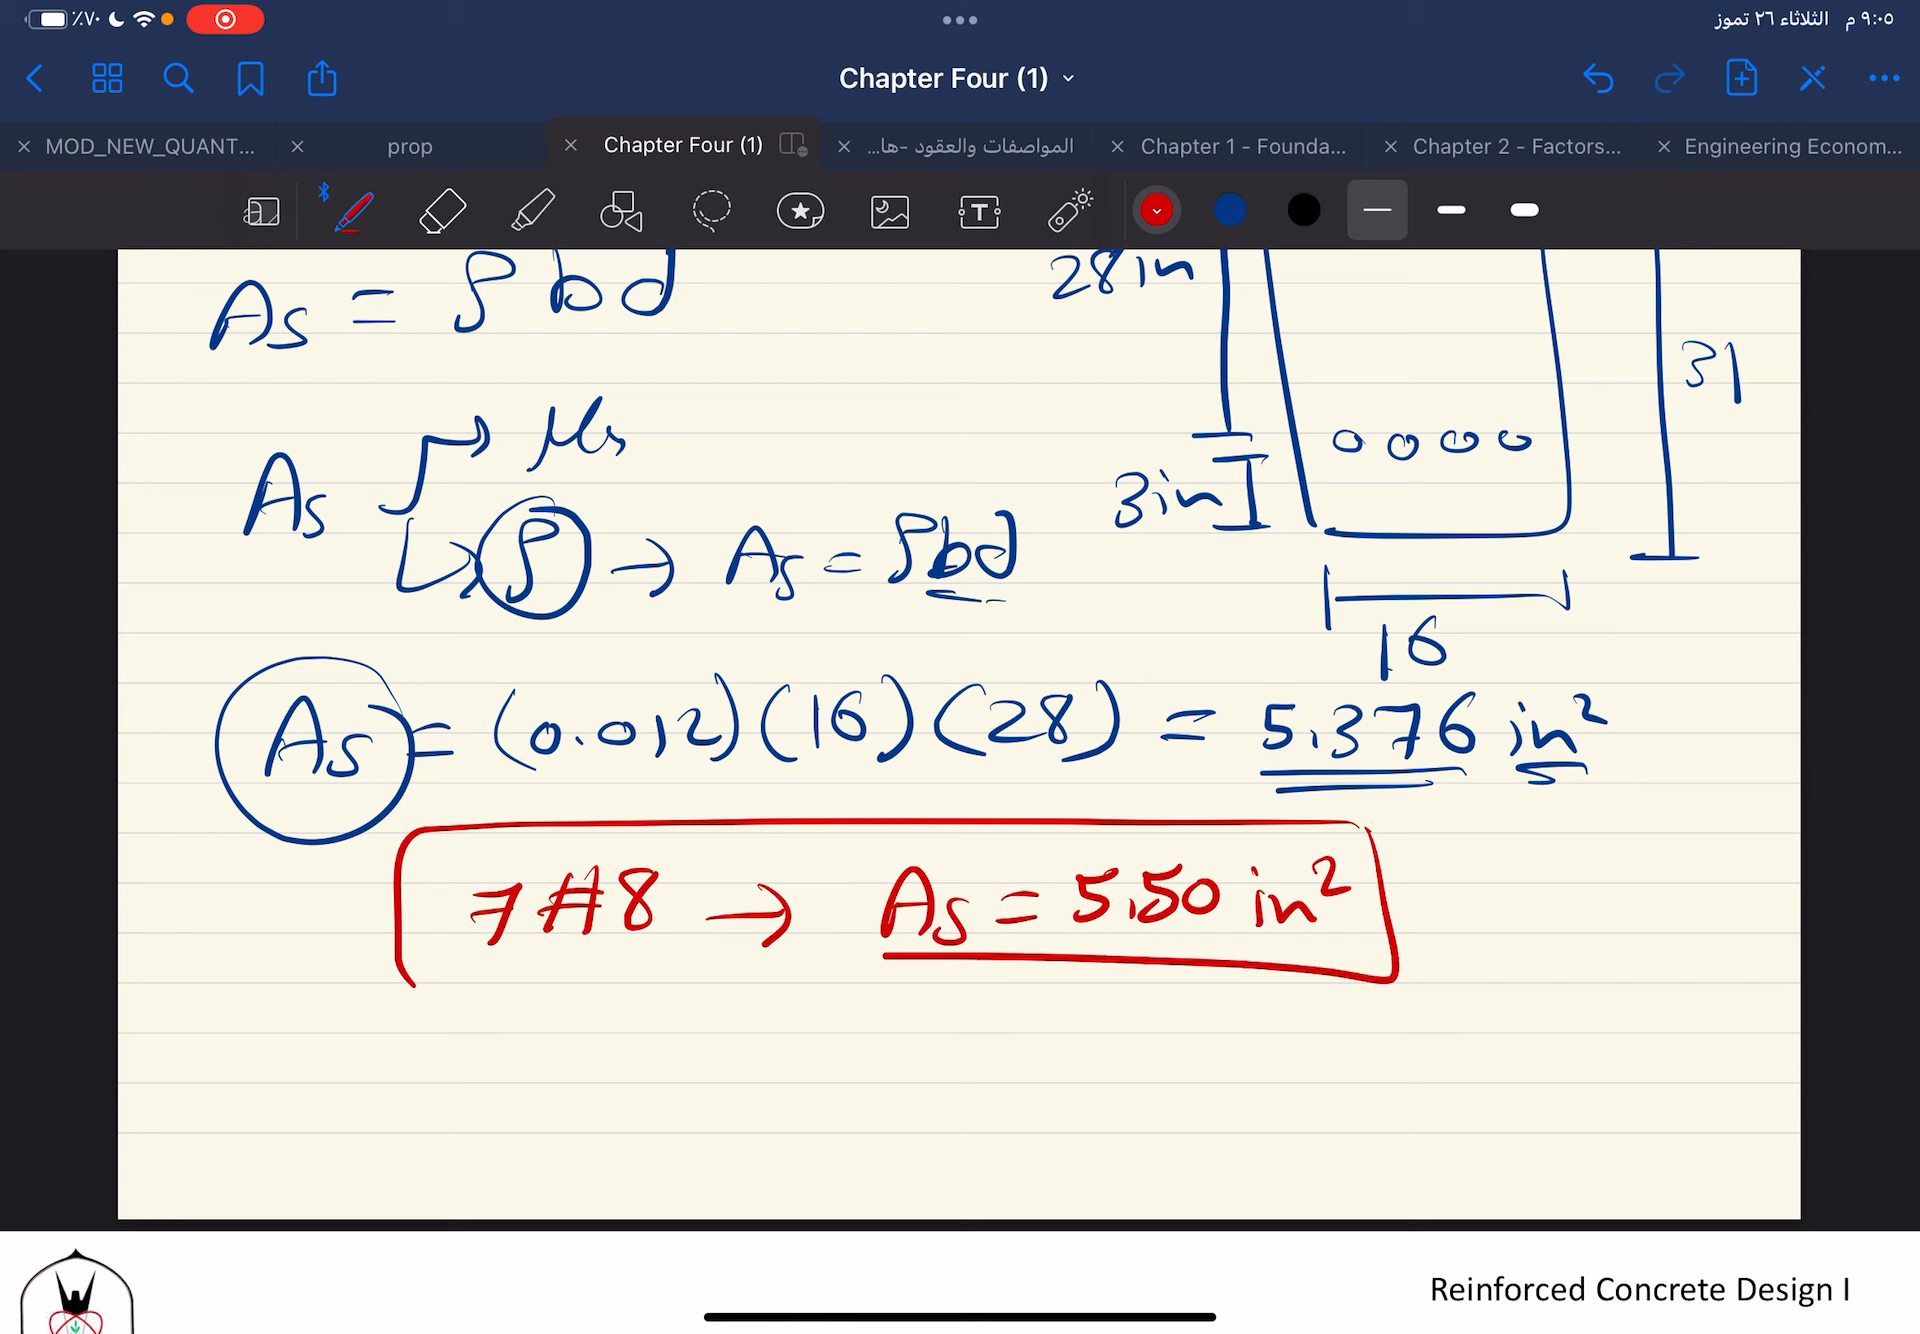 ٪٧٠
٩:٠٥ م الثلاثاء ٢٦ تموز
Chapter Four (1)
MOD_NEW_QUANT...
prop
Chapter Four (1)
المواصفات والعقود -ها...
Chapter 1 - Founda...
Chapter 2 - Factors...
Engineering Econom...
T
As = ρbd
28in
31
As → Mu
3in
↳ ρ → As = ρbd
16
As = (0.012)(16)(28) = 5.376 in²
7#8 → As = 5.50 in²
Reinforced Concrete Design I